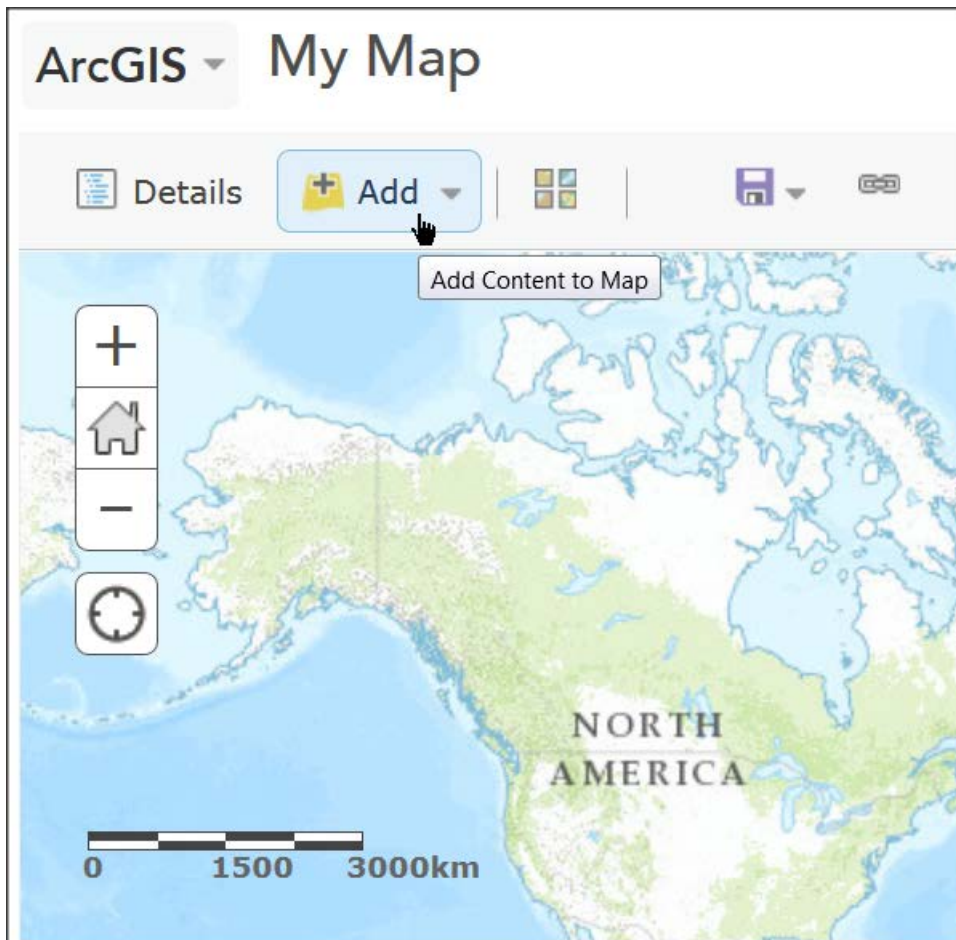 ArcGIS My Map
Details Add
Add Content to Map
NORTH
AMERICA
0 1500 3000km